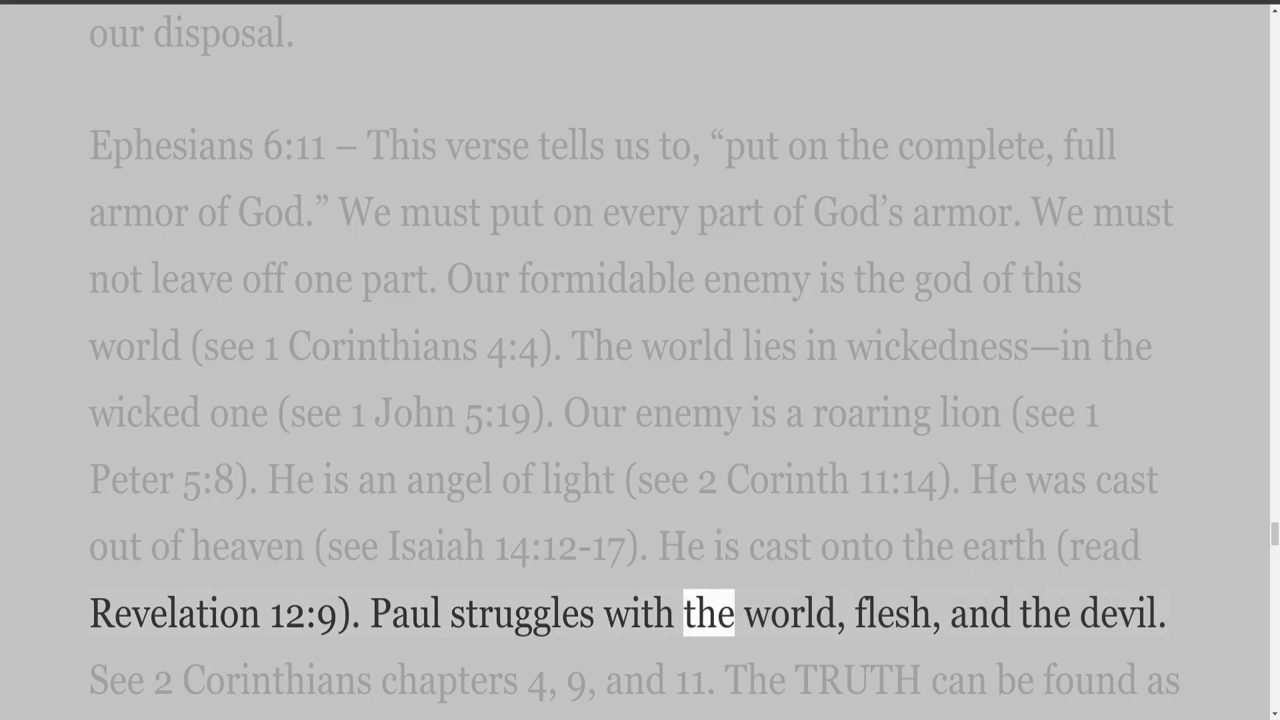 our disposal.
Ephesians 6:11 – This verse tells us to, “put on the complete, full
armor of God.” We must put on every part of God’s armor. We must
not leave off one part. Our formidable enemy is the god of this
world (see 1 Corinthians 4:4). The world lies in wickedness—in the
wicked one (see 1 John 5:19). Our enemy is a roaring lion (see 1
Peter 5:8). He is an angel of light (see 2 Corinth 11:14). He was cast
out of heaven (see Isaiah 14:12-17). He is cast onto the earth (read
Revelation 12:9). Paul struggles with the world, flesh, and the devil.
See 2 Corinthians chapters 4, 9, and 11. The TRUTH can be found as